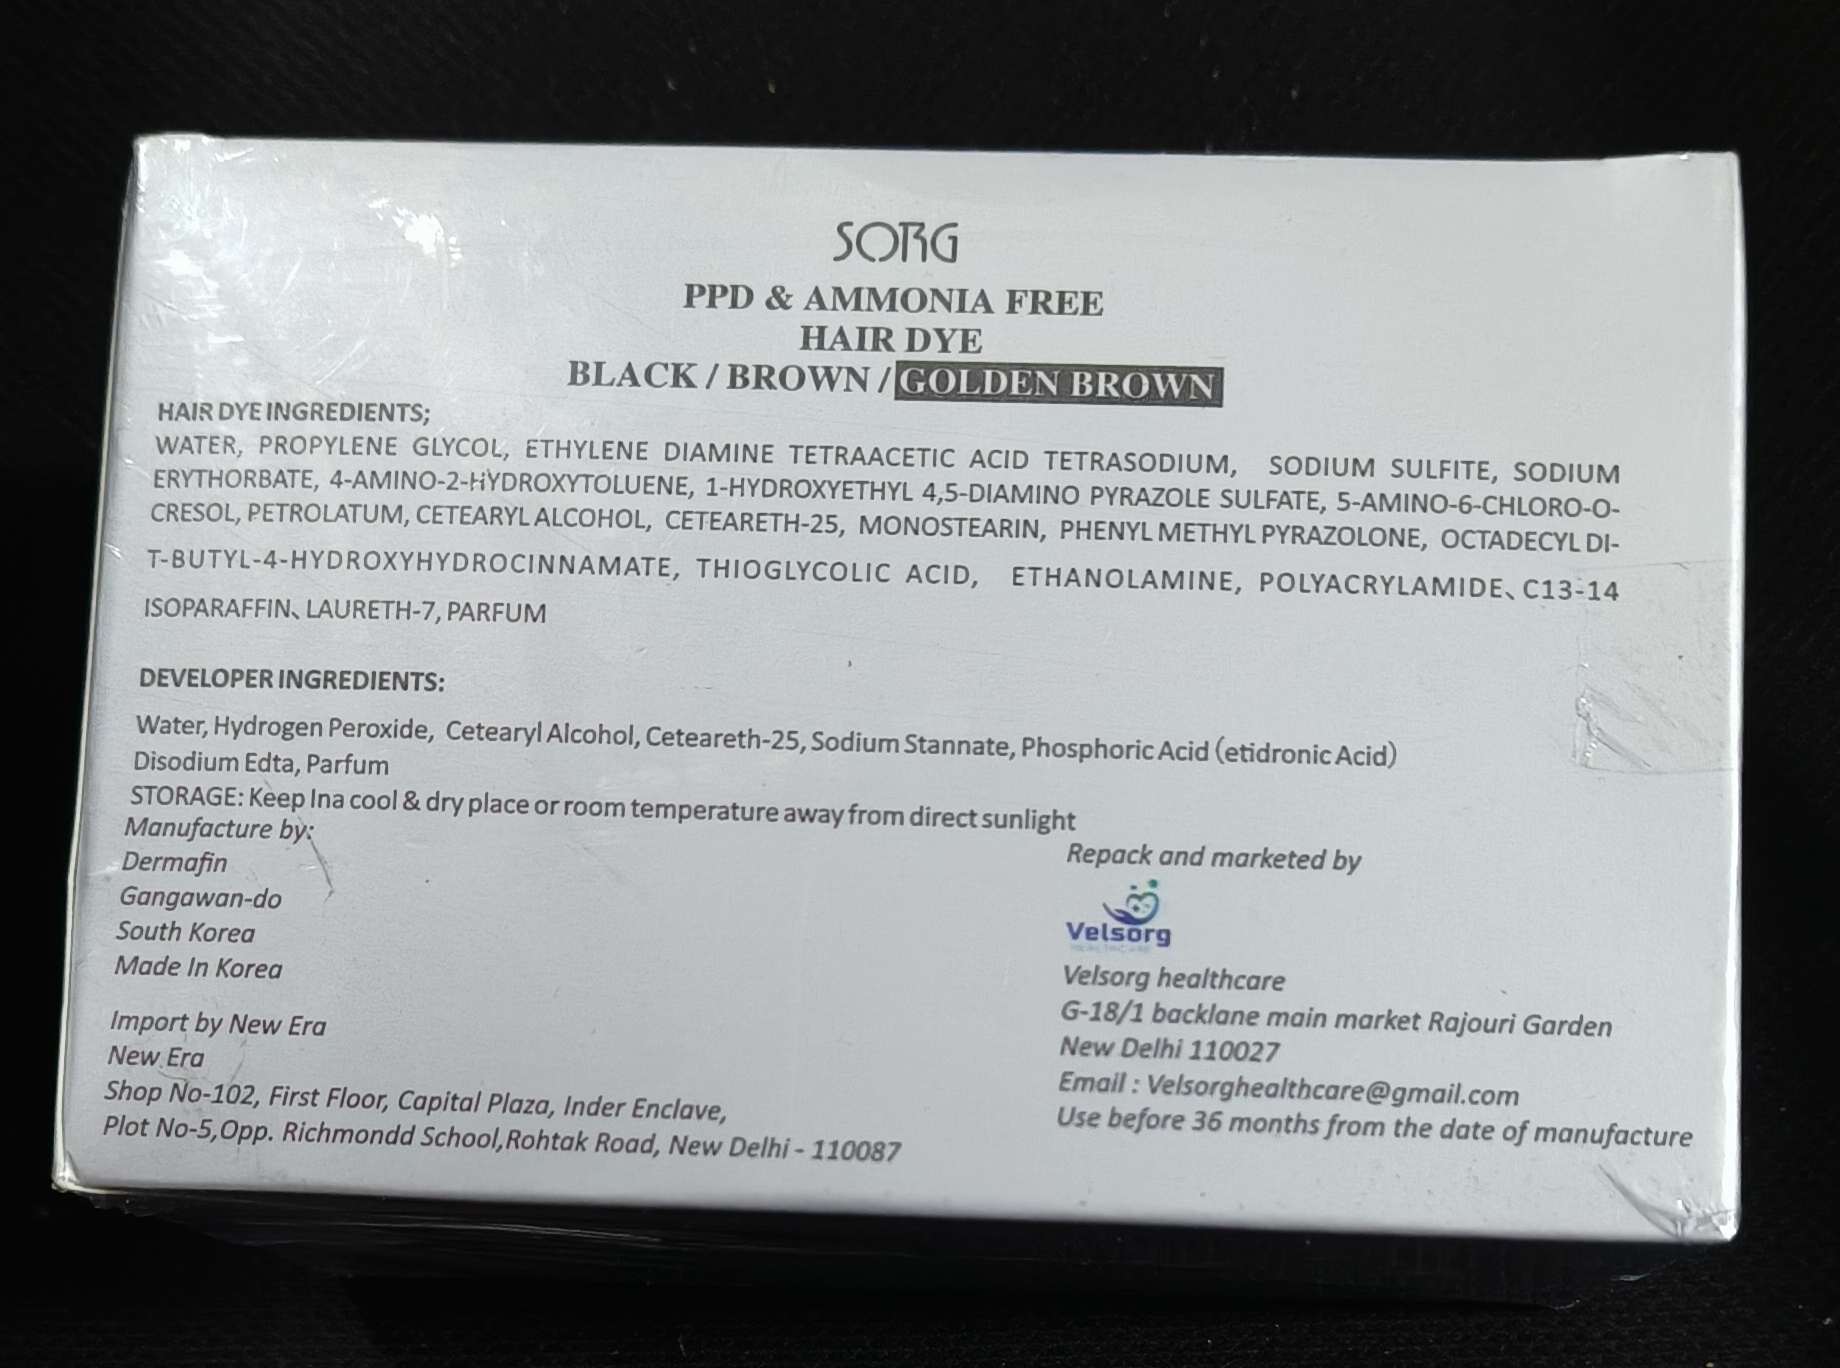 SORG
PPD & AMMONIA FREE
HAIR DYE
BLACK / BROWN / GOLDEN BROWN
HAIR DYE INGREDIENTS;
WATER, PROPYLENE GLYCOL, ETHYLENE DIAMINE TETRAACETIC ACID TETRASODIUM, SODIUM SULFITE, SODIUM
ERYTHORBATE, 4-AMINO-2-HYDROXYTOLUENE, 1-HYDROXYETHYL 4,5-DIAMINO PYRAZOLE SULFATE, 5-AMINO-6-CHLORO-O-
CRESOL, PETROLATUM, CETEARYL ALCOHOL, CETEARETH-25, MONOSTEARIN, PHENYL METHYL PYRAZOLONE, OCTADECYL DI-
T-BUTYL-4-HYDROXYHYDROCINNAMATE, THIOGLYCOLIC ACID, ETHANOLAMINE, POLYACRYLAMIDE、C13-14
ISOPARAFFIN、LAURETH-7, PARFUM
DEVELOPER INGREDIENTS:
Water, Hydrogen Peroxide, Cetearyl Alcohol, Ceteareth-25, Sodium Stannate, Phosphoric Acid (etidronic Acid)
Disodium Edta, Parfum
STORAGE: Keep Ina cool & dry place or room temperature away from direct sunlight
Manufacture by:
Dermafin
Gangawan-do
South Korea
Made In Korea
Import by New Era
New Era
Shop No-102, First Floor, Capital Plaza, Inder Enclave,
Plot No-5,Opp. Richmondd School,Rohtak Road, New Delhi - 110087
Repack and marketed by
Velsorg
HEALTHCARE
Velsorg healthcare
G-18/1 backlane main market Rajouri Garden
New Delhi 110027
Email : Velsorghealthcare@gmail.com
Use before 36 months from the date of manufacture